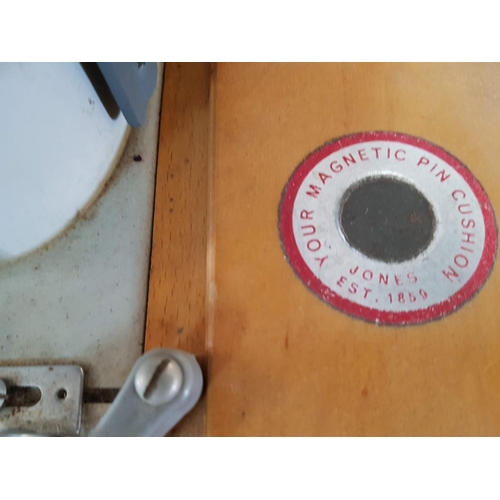 YOUR MAGNETIC PIN CUSHION
JONES
EST. 1859